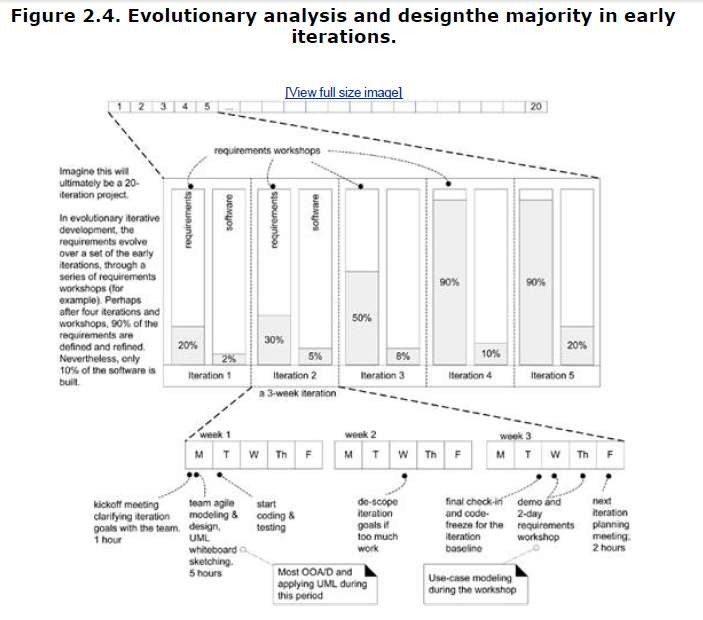 Figure 2.4. Evolutionary analysis and designthe majority in early
iterations.
[View full size image]
1 2 3 4 5 ... 20
requirements workshops
Imagine this will
ultimately be a 20-
iteration project.
In evolutionary iterative
development, the
requirements evolve
over a set of the early
iterations, through a
series of requirements
workshops (for
example). Perhaps
after four iterations and
workshops, 90% of the
requirements are
defined and refined.
Nevertheless, only
10% of the software is
built.
requirements
software
requirements
software
20%
2%
30%
5%
50%
8%
90%
10%
90%
20%
Iteration 1
Iteration 2
Iteration 3
Iteration 4
Iteration 5
a 3-week iteration
week 1
M T W Th F
week 2
M T W Th F
week 3
M T W Th F
kickoff meeting
clarifying iteration
goals with the team.
1 hour
team agile
modeling &
design,
UML
whiteboard
sketching.
5 hours
start
coding &
testing
de-scope
iteration
goals if
too much
work
final check-in
and code-
freeze for the
iteration
baseline
demo and
2-day
requirements
workshop
next
iteration
planning
meeting;
2 hours
Most OOA/D and
applying UML during
this period
Use-case modeling
during the workshop